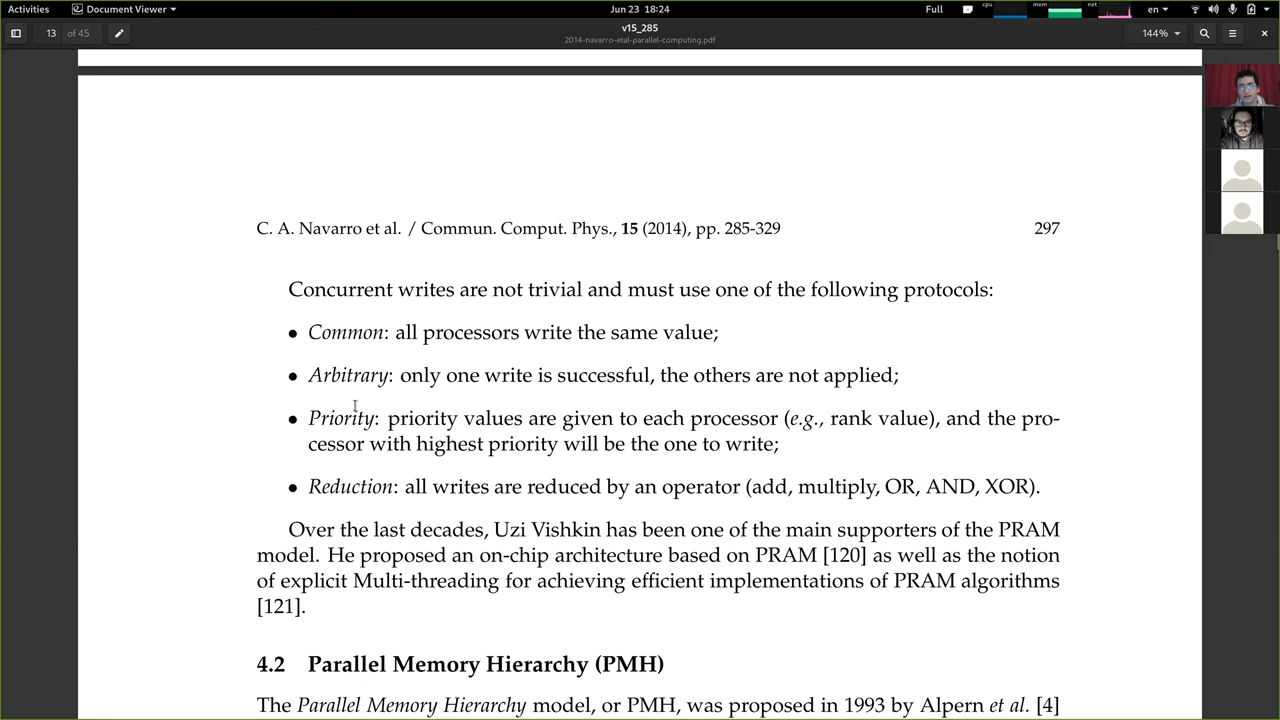 Activities
Document Viewer
Jun 23 18:24
Full
cpu
mem
net
en
13 of 45
v15_285
2014-navarro-etal-parallel-computing.pdf
144%
C. A. Navarro et al. / Commun. Comput. Phys., 15 (2014), pp. 285-329 297
Concurrent writes are not trivial and must use one of the following protocols:
• Common: all processors write the same value;
• Arbitrary: only one write is successful, the others are not applied;
• Priority: priority values are given to each processor (e.g., rank value), and the pro-
cessor with highest priority will be the one to write;
• Reduction: all writes are reduced by an operator (add, multiply, OR, AND, XOR).
Over the last decades, Uzi Vishkin has been one of the main supporters of the PRAM
model. He proposed an on-chip architecture based on PRAM [120] as well as the notion
of explicit Multi-threading for achieving efficient implementations of PRAM algorithms
[121].
4.2 Parallel Memory Hierarchy (PMH)
The Parallel Memory Hierarchy model, or PMH, was proposed in 1993 by Alpern et al. [4]